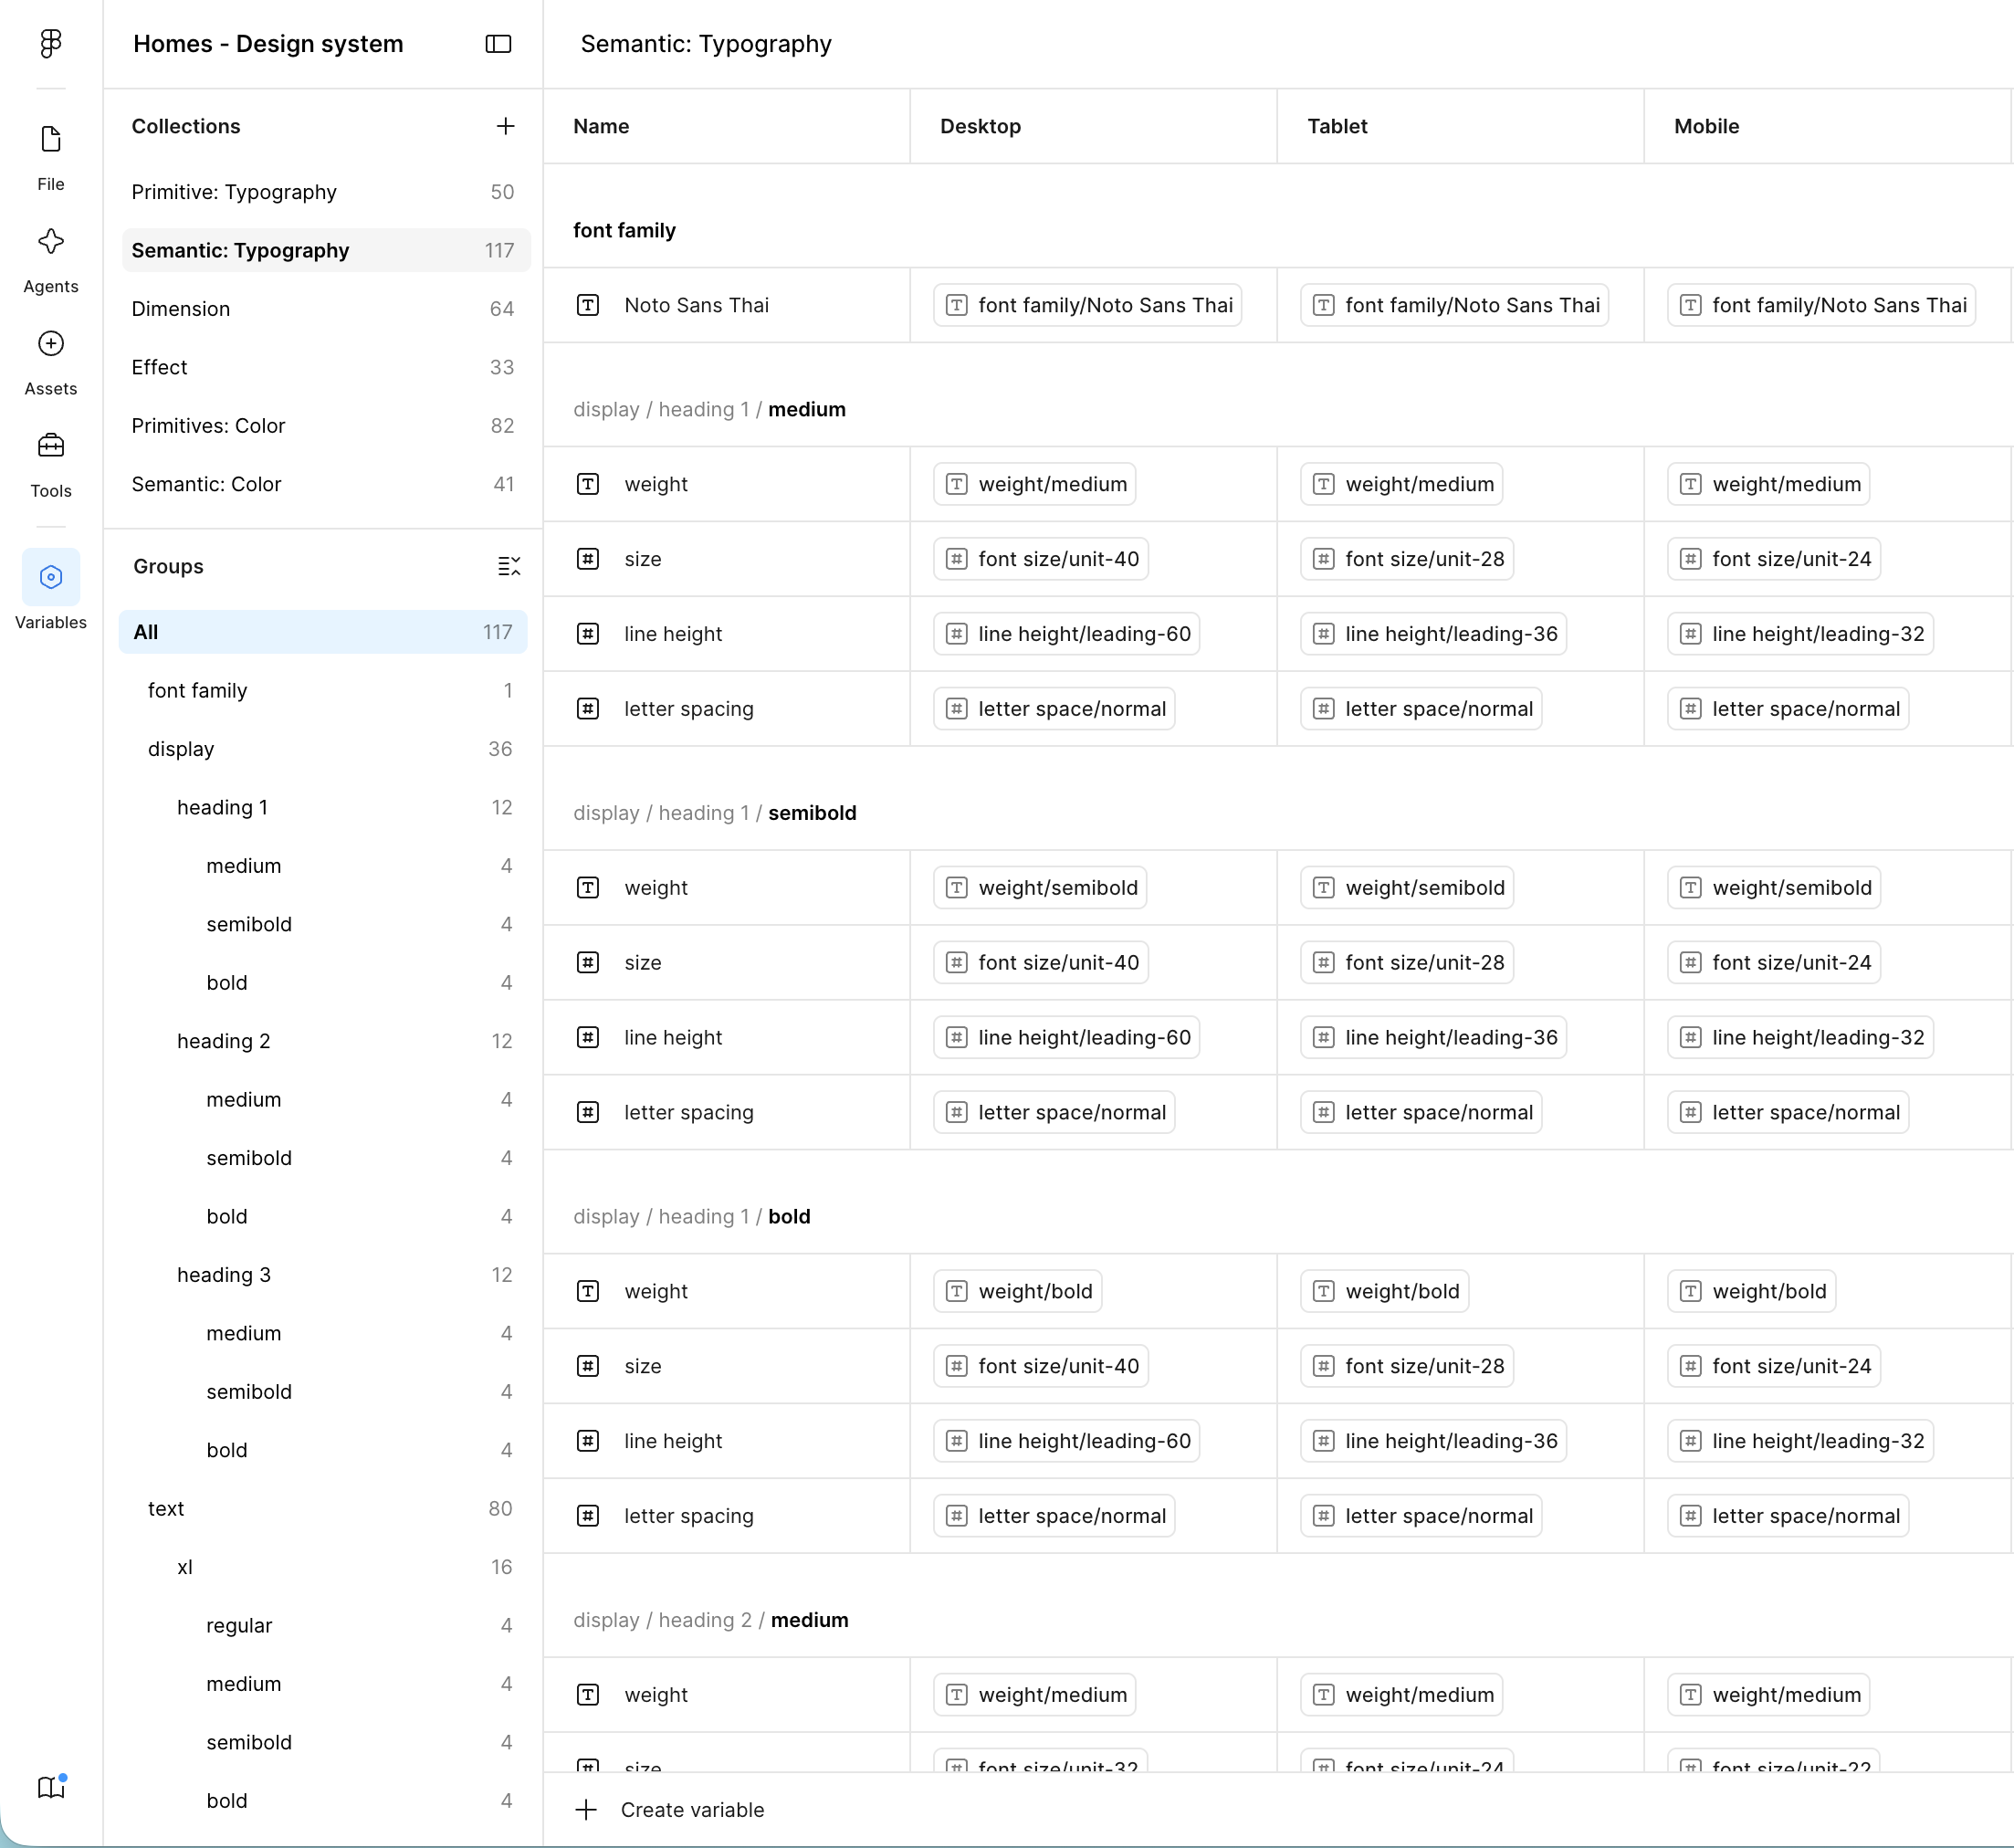 Homes - Design system
Semantic: Typography
File
Agents
Assets
Tools
Variables
Collections
Primitive: Typography 50
Semantic: Typography 117
Dimension 64
Effect 33
Primitives: Color 82
Semantic: Color 41
Groups
All 117
font family 1
display 36
heading 1 12
medium 4
semibold 4
bold 4
heading 2 12
medium 4
semibold 4
bold 4
heading 3 12
medium 4
semibold 4
bold 4
text 80
xl 16
regular 4
medium 4
semibold 4
bold 4
Name Desktop Tablet Mobile
font family
Noto Sans Thai font family/Noto Sans Thai font family/Noto Sans Thai font family/Noto Sans Thai
display / heading 1 / medium
weight weight/medium weight/medium weight/medium
size font size/unit-40 font size/unit-28 font size/unit-24
line height line height/leading-60 line height/leading-36 line height/leading-32
letter spacing letter space/normal letter space/normal letter space/normal
display / heading 1 / semibold
weight weight/semibold weight/semibold weight/semibold
size font size/unit-40 font size/unit-28 font size/unit-24
line height line height/leading-60 line height/leading-36 line height/leading-32
letter spacing letter space/normal letter space/normal letter space/normal
display / heading 1 / bold
weight weight/bold weight/bold weight/bold
size font size/unit-40 font size/unit-28 font size/unit-24
line height line height/leading-60 line height/leading-36 line height/leading-32
letter spacing letter space/normal letter space/normal letter space/normal
display / heading 2 / medium
weight weight/medium weight/medium weight/medium
size font size/unit-32 font size/unit-24 font size/unit-22
Create variable